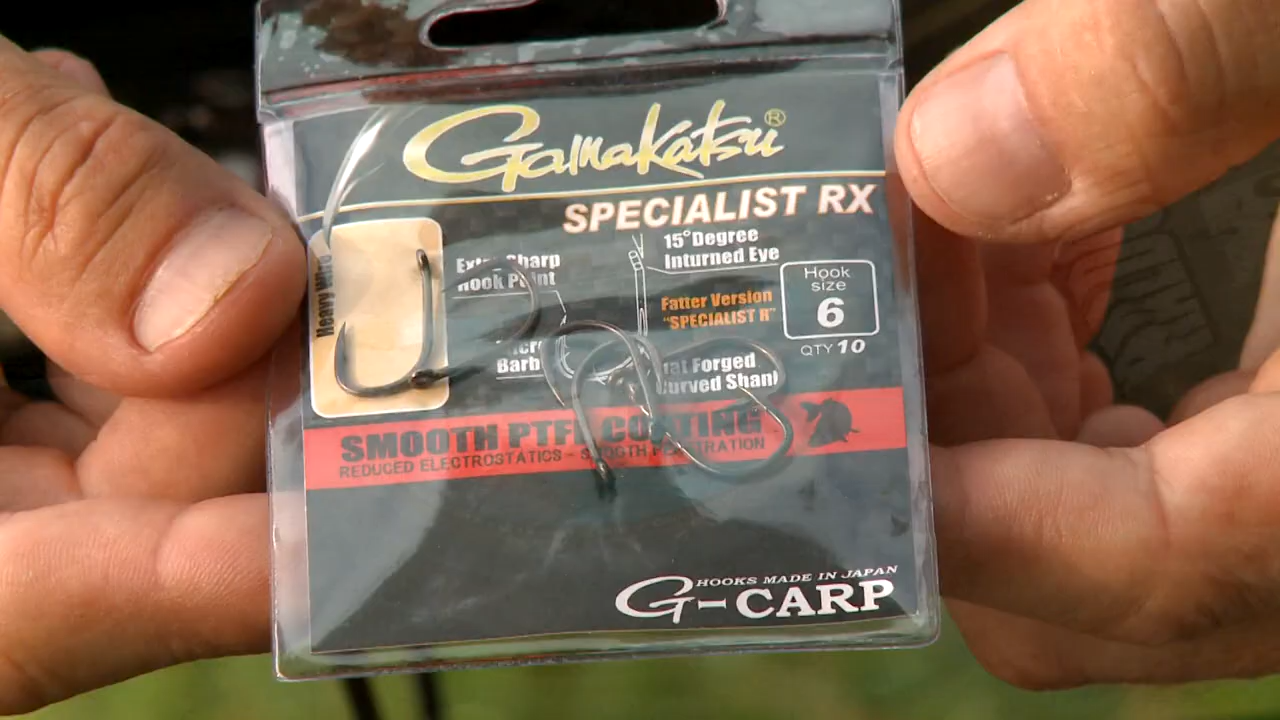 Gamakatsu®
SPECIALIST RX
Heavy Wire
Extra Sharp
Hook Point
15° Degree
Inturned Eye
Fatter Version
"SPECIALIST R"
Hook
size
6
QTY 10
Micro
Barb
Flat Forged
Curved Shank
SMOOTH PTFE COATING
REDUCED ELECTROSTATICS - SMOOTH PENETRATION
HOOKS MADE IN JAPAN
G-CARP